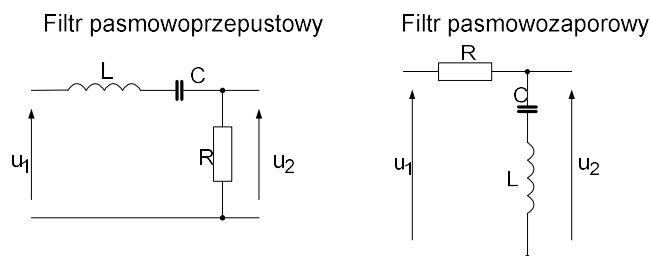 Filtr pasmowoprzepustowy
L
C
R
u1
u2
Filtr pasmowozaporowy
R
C
L
u1
u2